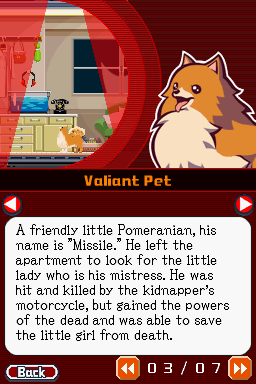 Valiant Pet
A friendly little Pomeranian, his
name is "Missile." He left the
apartment to look for the little
lady who is his mistress. He was
hit and killed by the kidnapper's
motorcycle, but gained the powers
of the dead and was able to save
the little girl from death.
Back
03/07